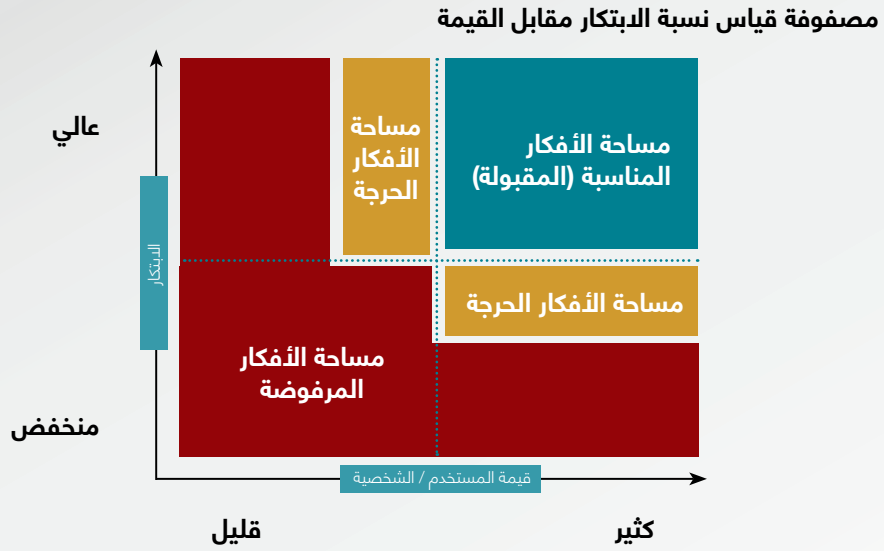 مصفوفة قياس نسبة الابتكار مقابل القيمة
عالي
مساحة
الأفكار
الحرجة
مساحة الأفكار
المناسبة (المقبولة)
الابتكار
مساحة الأفكار الحرجة
مساحة الأفكار
المرفوضة
منخفض
قيمة المستخدم / الشخصية
قليل
كثير